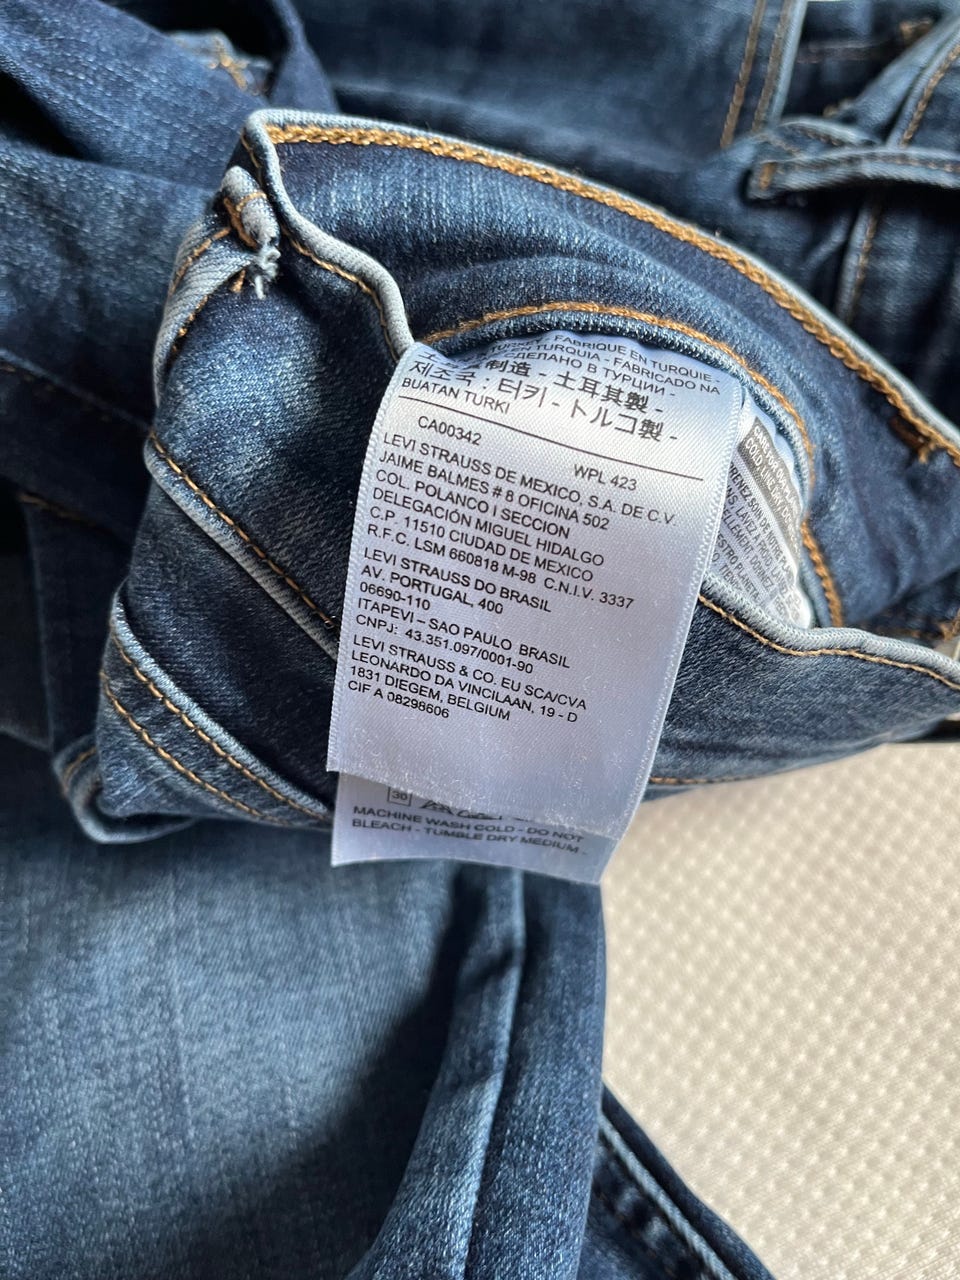 FABRIQUE EN TURQUIE -
TURQUIA - FABRICADO NA
СДЕЛАНО В ТУРЦИИ -
制造 : 土耳其製 -
제조국 : 터키 - トルコ製 -
BUATAN TURKI
CA00342
WPL 423
LEVI STRAUSS DE MEXICO, S.A. DE C.V.
JAIME BALMES # 8 OFICINA 502
COL. POLANCO I SECCION
DELEGACIÓN MIGUEL HIDALGO
C.P. 11510 CIUDAD DE MEXICO
R.F.C. LSM 660818 M-98 C.N.I.V. 3337
LEVI STRAUSS DO BRASIL
AV. PORTUGAL, 400
06690-110
ITAPEVI – SAO PAULO BRASIL
CNPJ: 43.351.097/0001-90
LEVI STRAUSS & CO. EU SCA/CVA
LEONARDO DA VINCILAAN, 19 - D
1831 DIEGEM, BELGIUM
CIF A 08298606
30
MACHINE WASH COLD - DO NOT
BLEACH - TUMBLE DRY MEDIUM -